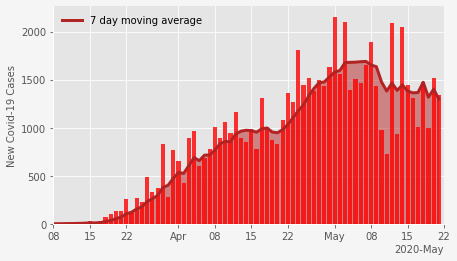 7 day moving average
New Covid-19 Cases
2000
1500
1000
500
0
08 15 22 Apr 08 15 22 May 08 15 22
2020-May